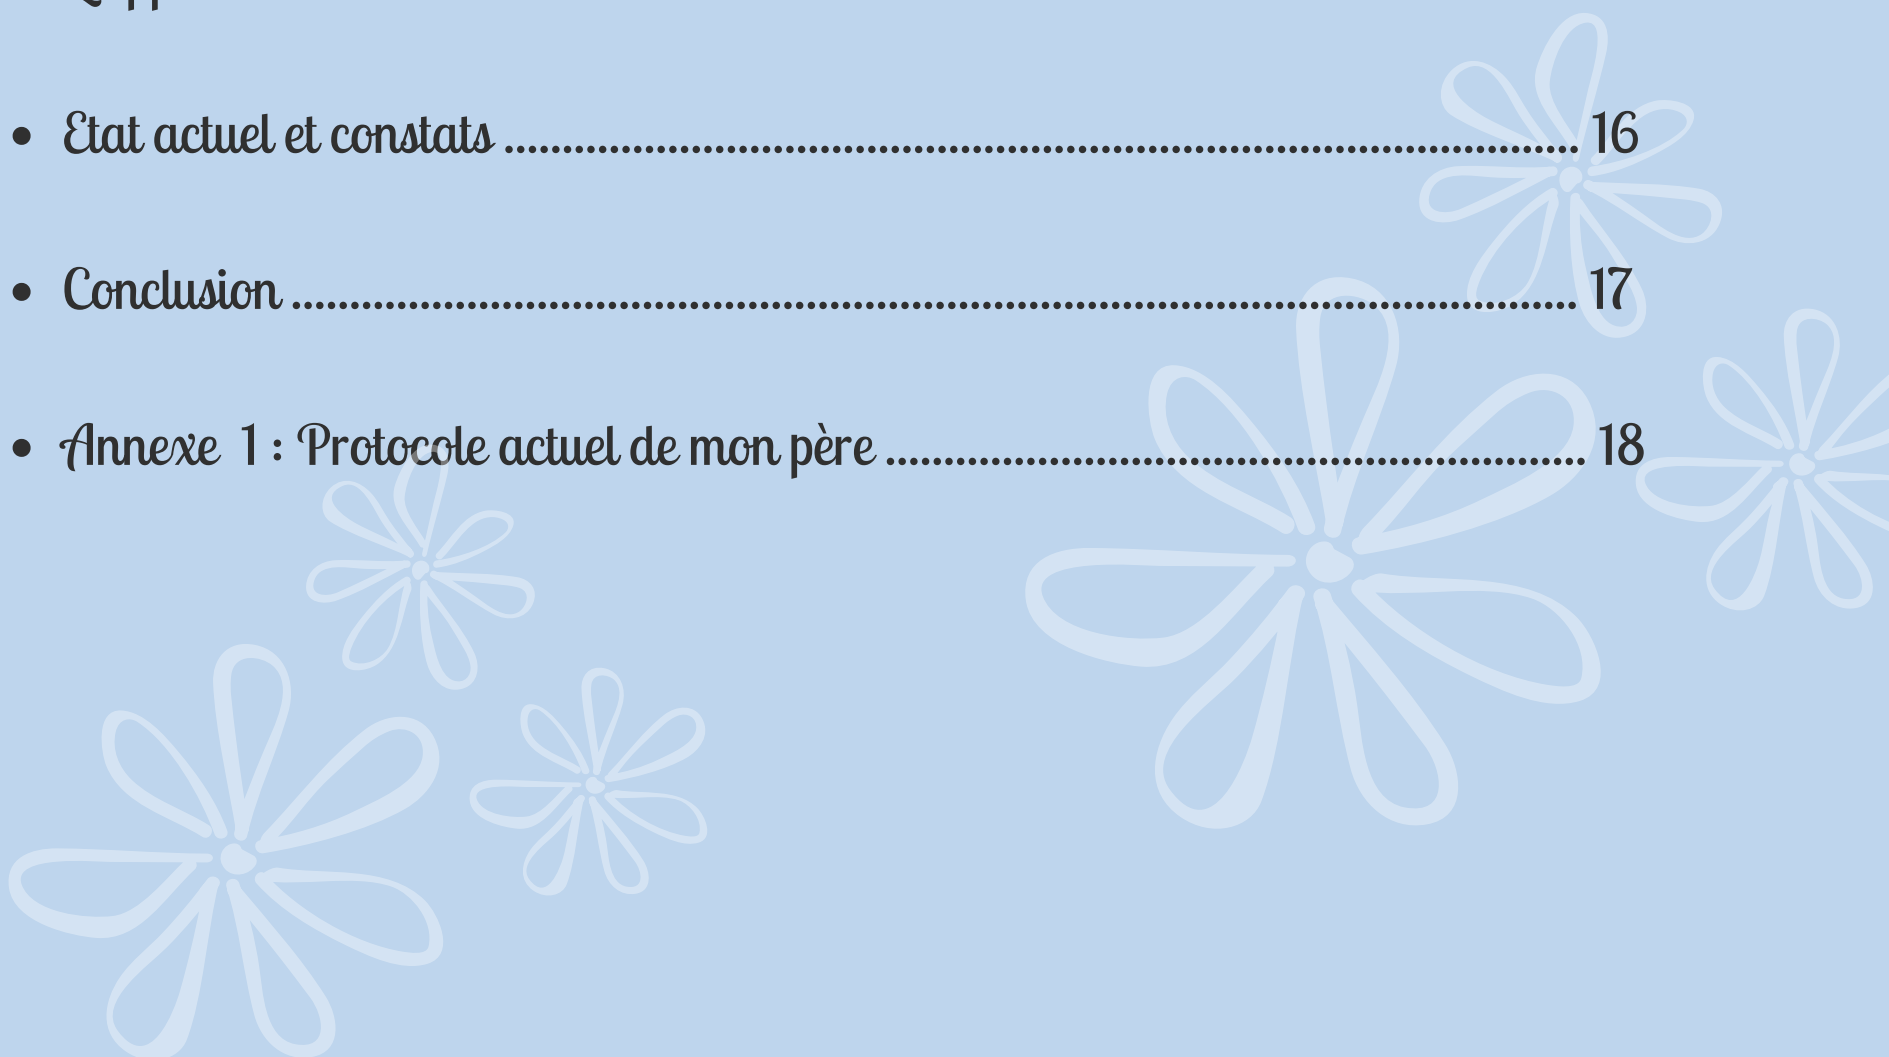 • Etat actuel et constats ............................................................................................ 16
• Conclusion .............................................................................................................. 17
• Annexe 1 : Protocole actuel de mon père ............................................................ 18